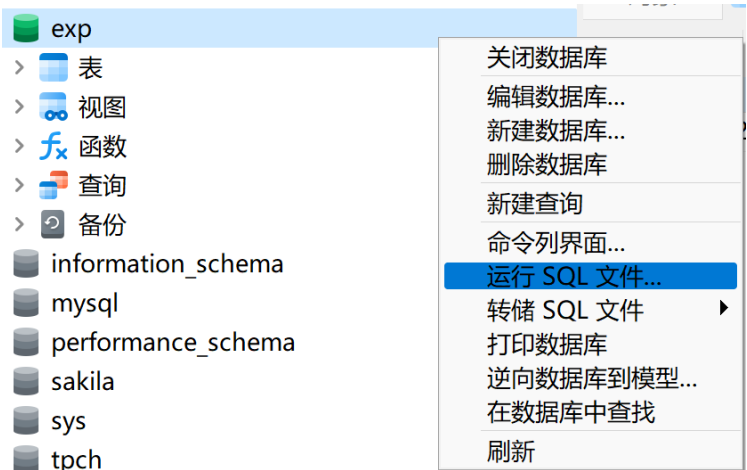 exp
表
视图
函数
查询
备份
information_schema
mysql
performance_schema
sakila
sys
tpch
关闭数据库
编辑数据库...
新建数据库...
删除数据库
新建查询
命令列界面...
运行 SQL 文件...
转储 SQL 文件
打印数据库
逆向数据库到模型...
在数据库中查找
刷新